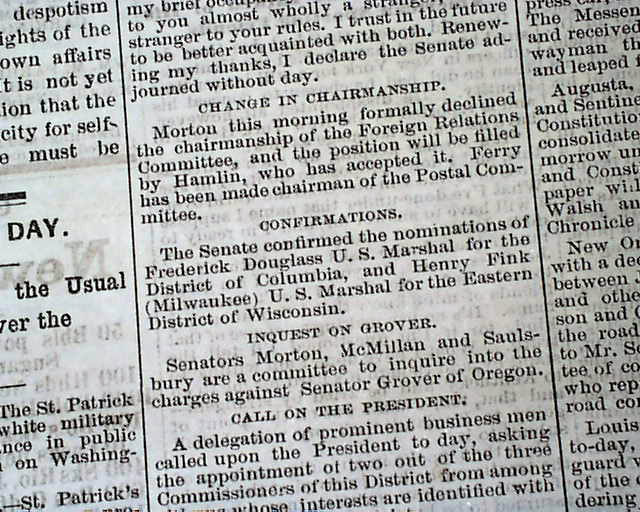 despotism
ights of the
own affairs
t is not yet
ion that the
city for self-
e must be
DAY.
the Usual
ver the
The St. Patrick
white military
nce in public
on Washing-
—St. Patrick's
my brief
to you almost wholly a stranger,
stranger to your rules. I trust in the future
to be better acquainted with both. Renew-
ing my thanks, I declare the Senate ad-
journed without day.
CHANGE IN CHAIRMANSHIP.
Morton this morning formally declined
the chairmanship of the Foreign Relations
Committee, and the position will be filled
by Hamlin, who has accepted it. Ferry
has been made chairman of the Postal Com-
mittee.
CONFIRMATIONS.
The Senate confirmed the nominations of
Frederick Douglass U. S. Marshal for the
District of Columbia, and Henry Fink
(Milwaukee) U. S. Marshal for the Eastern
District of Wisconsin.
INQUEST ON GROVER.
Senators Morton, McMillan and Sauls-
bury are a committee to inquire into the
charges against Senator Grover of Oregon.
CALL ON THE PRESIDENT.
A delegation of prominent business men
called upon the President to day, asking
the appointment of two out of the three
Commissioners of this District from among
whose interests are identified with
The Messen
and received
wayman th
and leaped f
Augusta,
and Sentin
Constitutio
consolidate
morrow un
and Const
paper wil
Walsh an
Chronicle
New O
with a dec
between
and othe
son and C
the road
to Mr. S
tee of co
who rep
road co
Louis
to-day,
guard
of the
dering